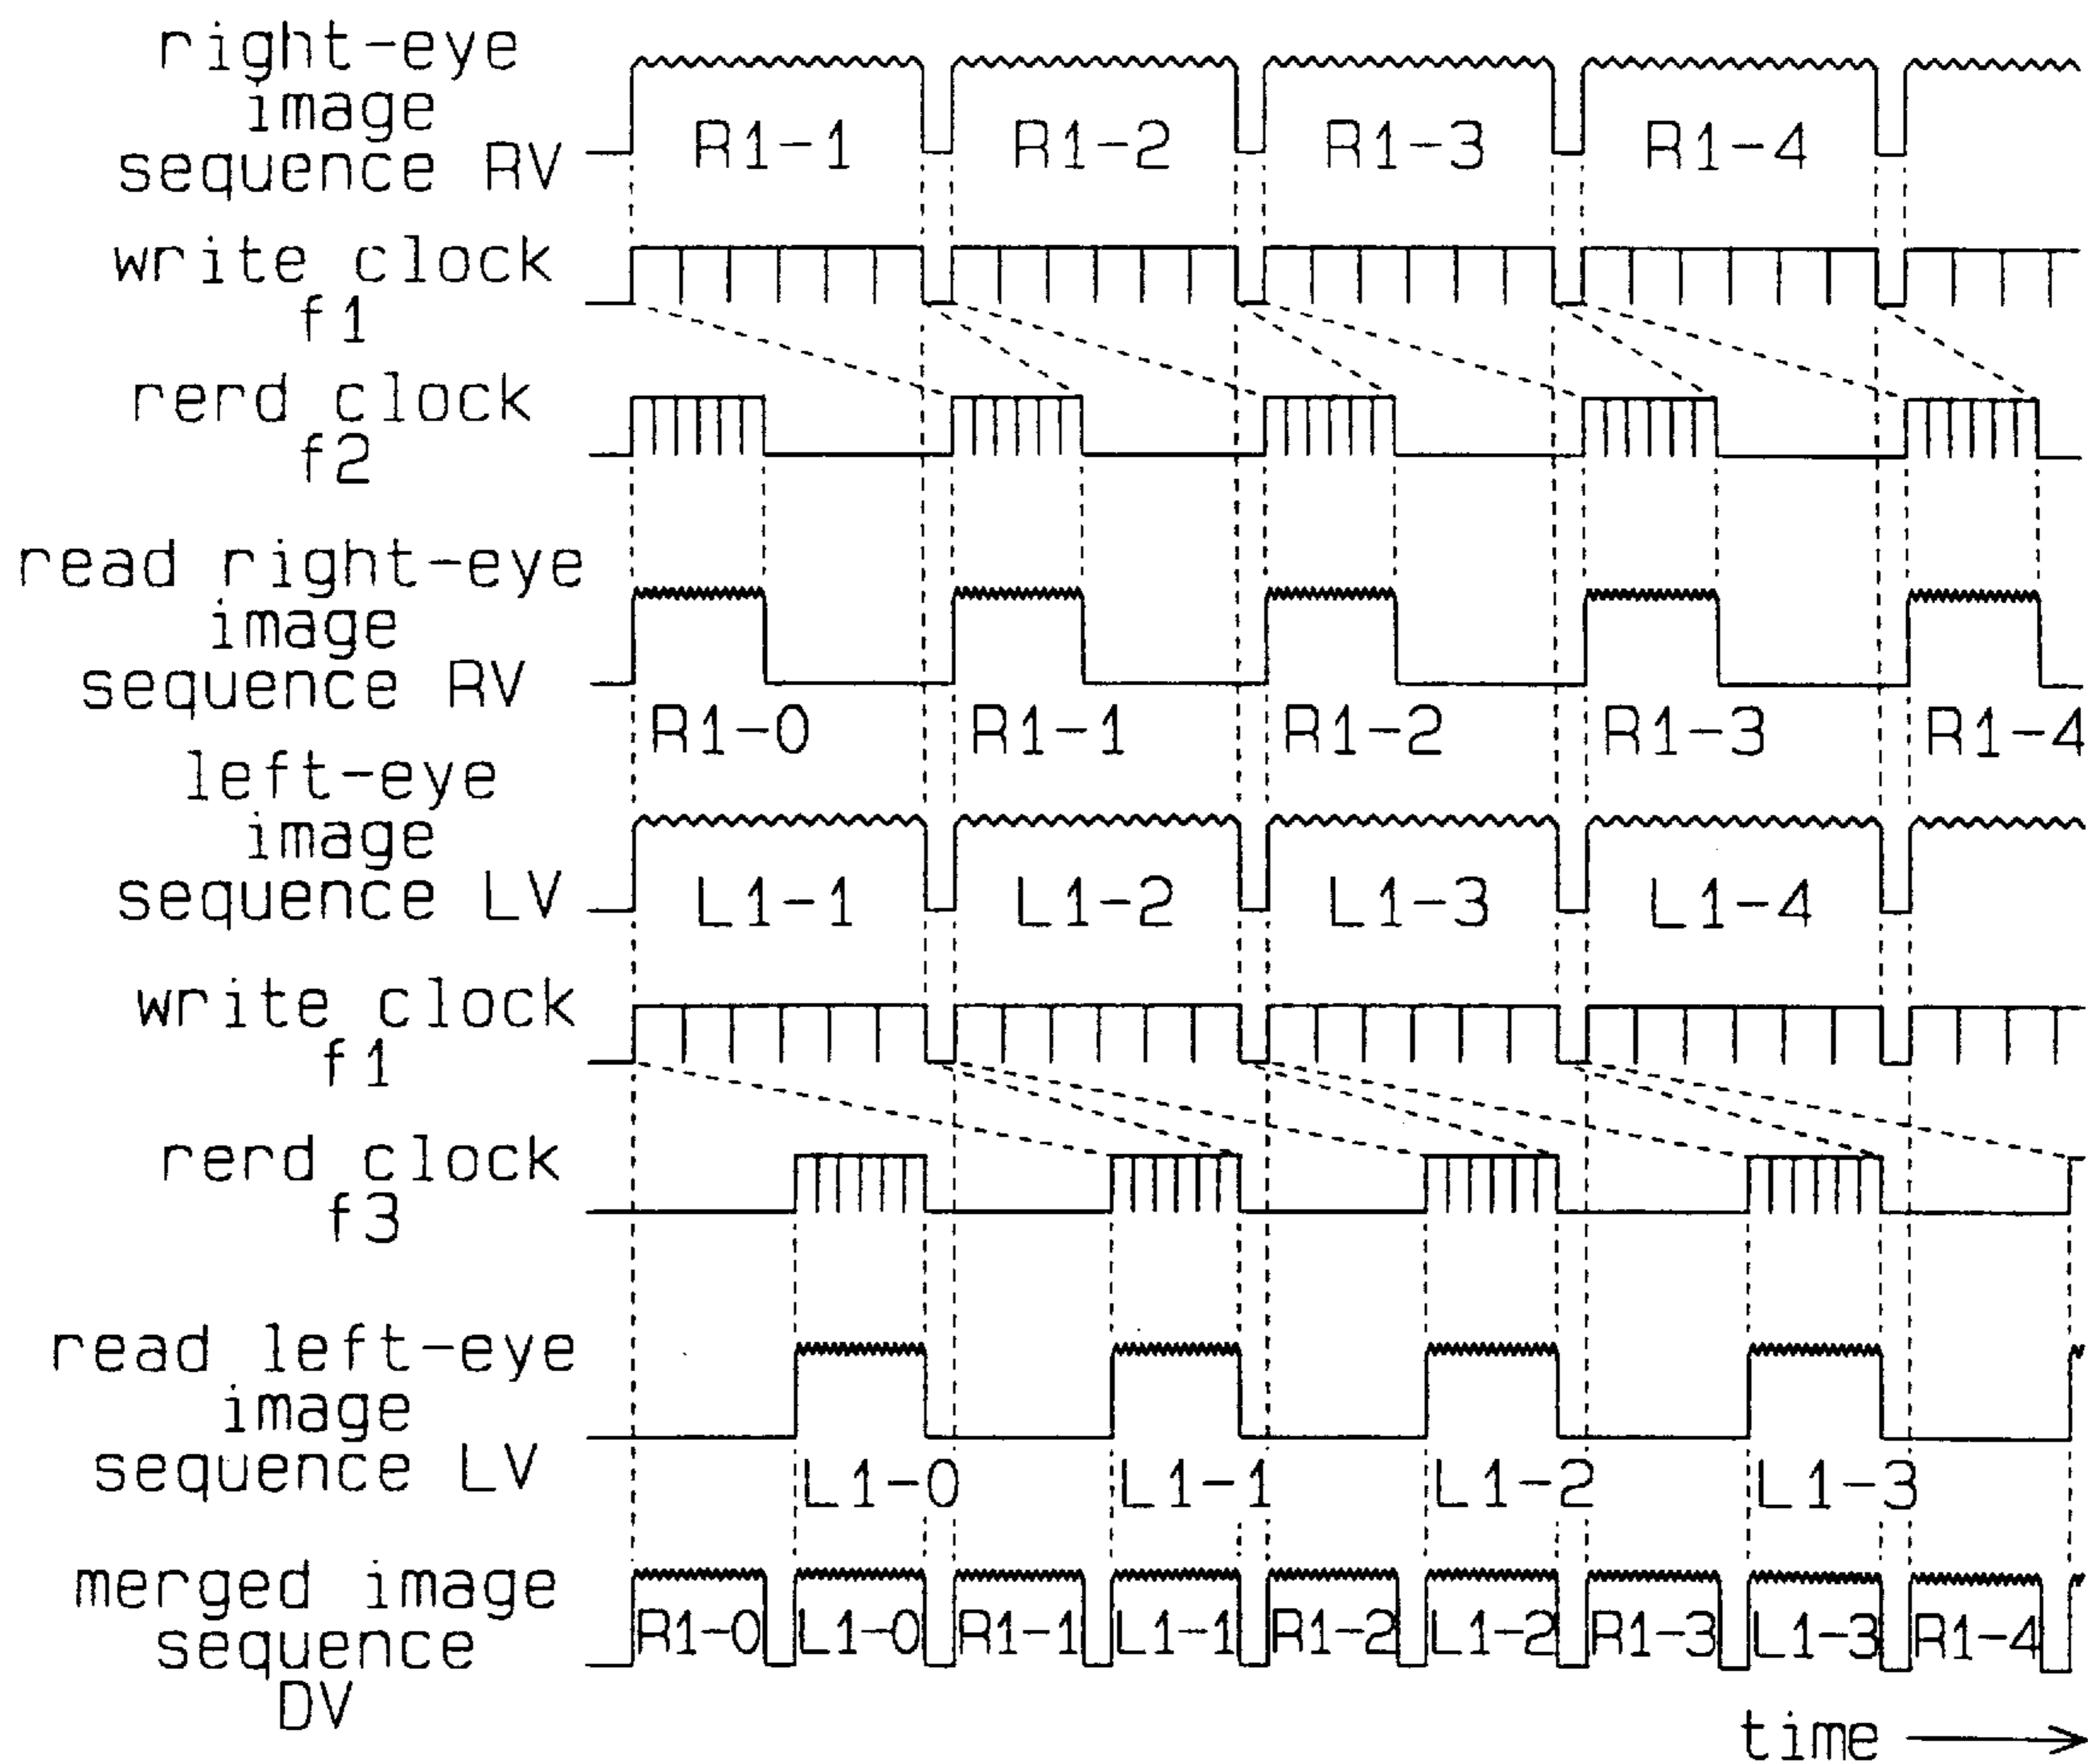 right-eye
image
sequence RV
R1-1 R1-2 R1-3 R1-4
write clock
f1
rerd clock
f2
read right-eye
image
sequence RV
R1-0 R1-1 R1-2 R1-3 R1-4
left-eye
image
sequence LV
L1-1 L1-2 L1-3 L1-4
write clock
f1
rerd clock
f3
read left-eye
image
sequence LV
L1-0 L1-1 L1-2 L1-3
merged image
sequence
DV
R1-0 L1-0 R1-1 L1-1 R1-2 L1-2 R1-3 L1-3 R1-4
time